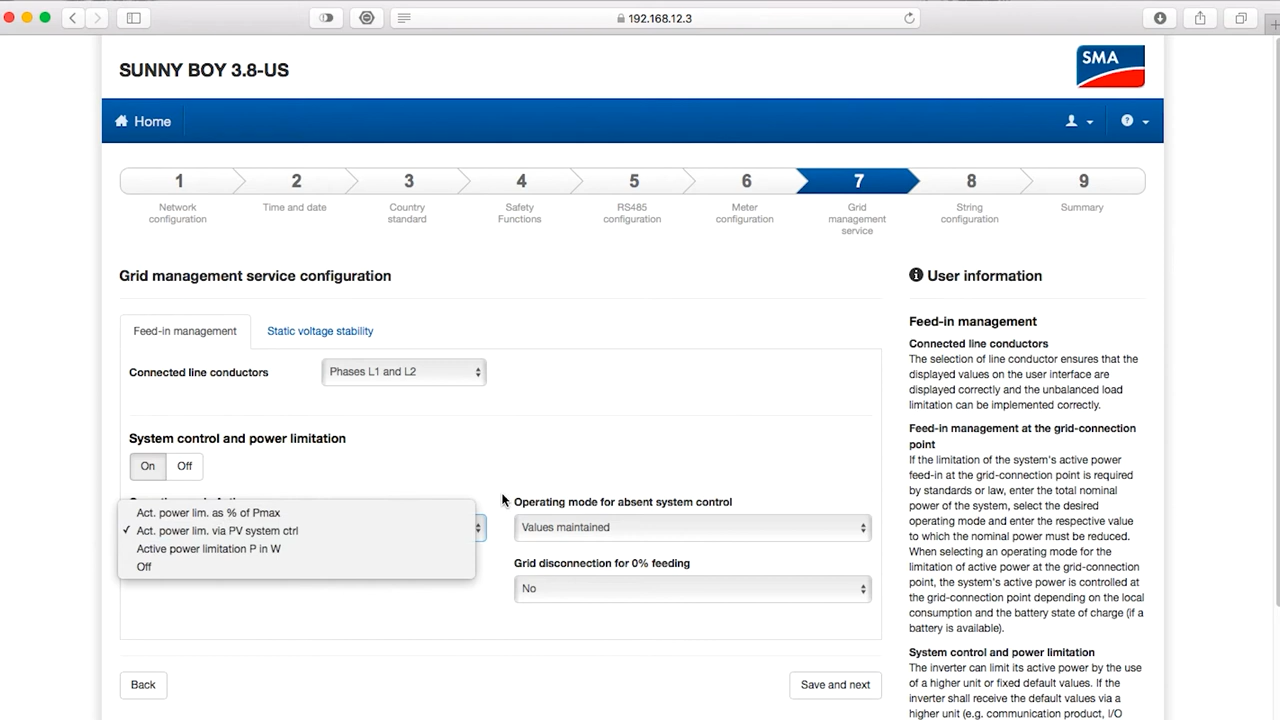 192.168.12.3
SUNNY BOY 3.8-US
SMA
Home
1
2
3
4
5
6
7
8
9
Network
configuration
Time and date
Country
standard
Safety
Functions
RS485
configuration
Meter
configuration
Grid
management
service
String
configuration
Summary
Grid management service configuration
Feed-in management
Static voltage stability
Connected line conductors
Phases L1 and L2
System control and power limitation
On
Off
Act. power lim. as % of Pmax
✓ Act. power lim. via PV system ctrl
Active power limitation P in W
Off
Operating mode for absent system control
Values maintained
Grid disconnection for 0% feeding
No
Back
Save and next
User information
Feed-in management
Connected line conductors
The selection of line conductor ensures that the
displayed values on the user interface are
displayed correctly and the unbalanced load
limitation can be implemented correctly.
Feed-in management at the grid-connection
point
If the limitation of the system's active power
feed-in at the grid-connection point is required
by standards or law, enter the total nominal
power of the system, select the desired
operating mode and enter the respective value
to which the nominal power must be reduced.
When selecting an operating mode for the
limitation of active power at the grid-connection
point, the system's active power is controlled at
the grid-connection point depending on the local
consumption and the battery state of charge (if a
battery is available).
System control and power limitation
The inverter can limit its active power by the use
of a higher unit or fixed default values. If the
inverter shall receive the default values via a
higher unit (e.g. communication product, I/O